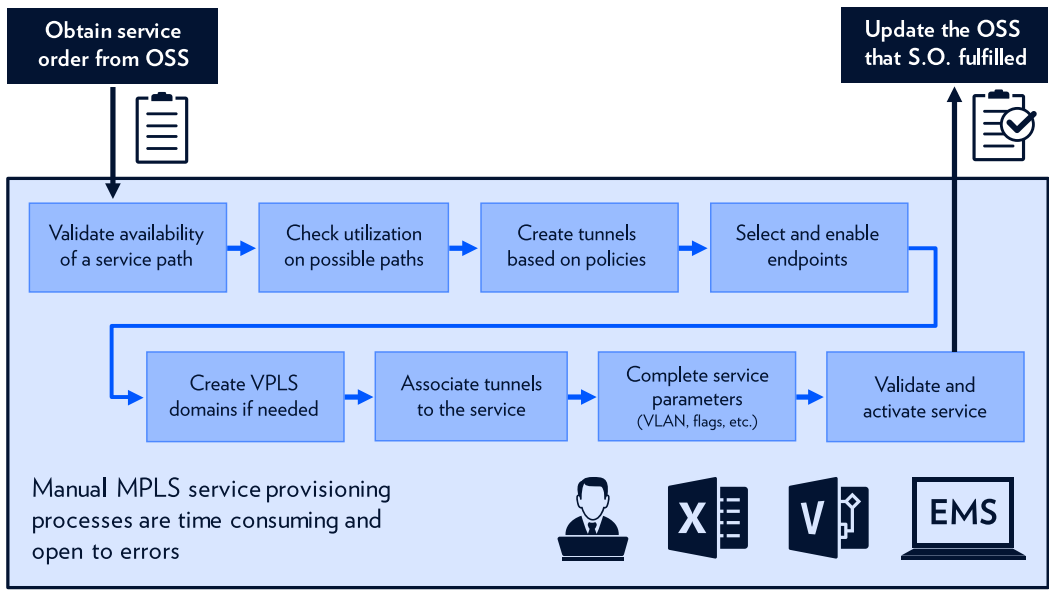 Obtain service
order from OSS
Update the OSS
that S.O. fulfilled
Validate availability
of a service path
Check utilization
on possible paths
Create tunnels
based on policies
Select and enable
endpoints
Create VPLS
domains if needed
Associate tunnels
to the service
Complete service
parameters
(VLAN, flags, etc.)
Validate and
activate service
Manual MPLS service provisioning
processes are time consuming and
open to errors
X
V
EMS